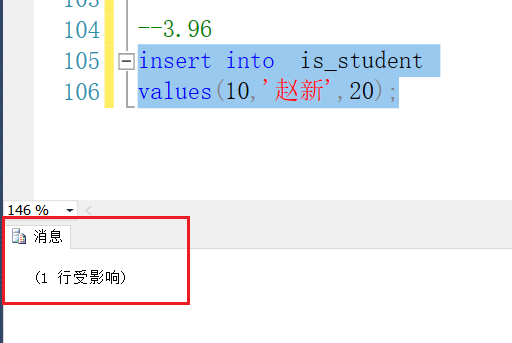 103
104 --3.96
105 insert into  is_student
106 values(10,'赵新',20);
146 %
消息
(1 行受影响)